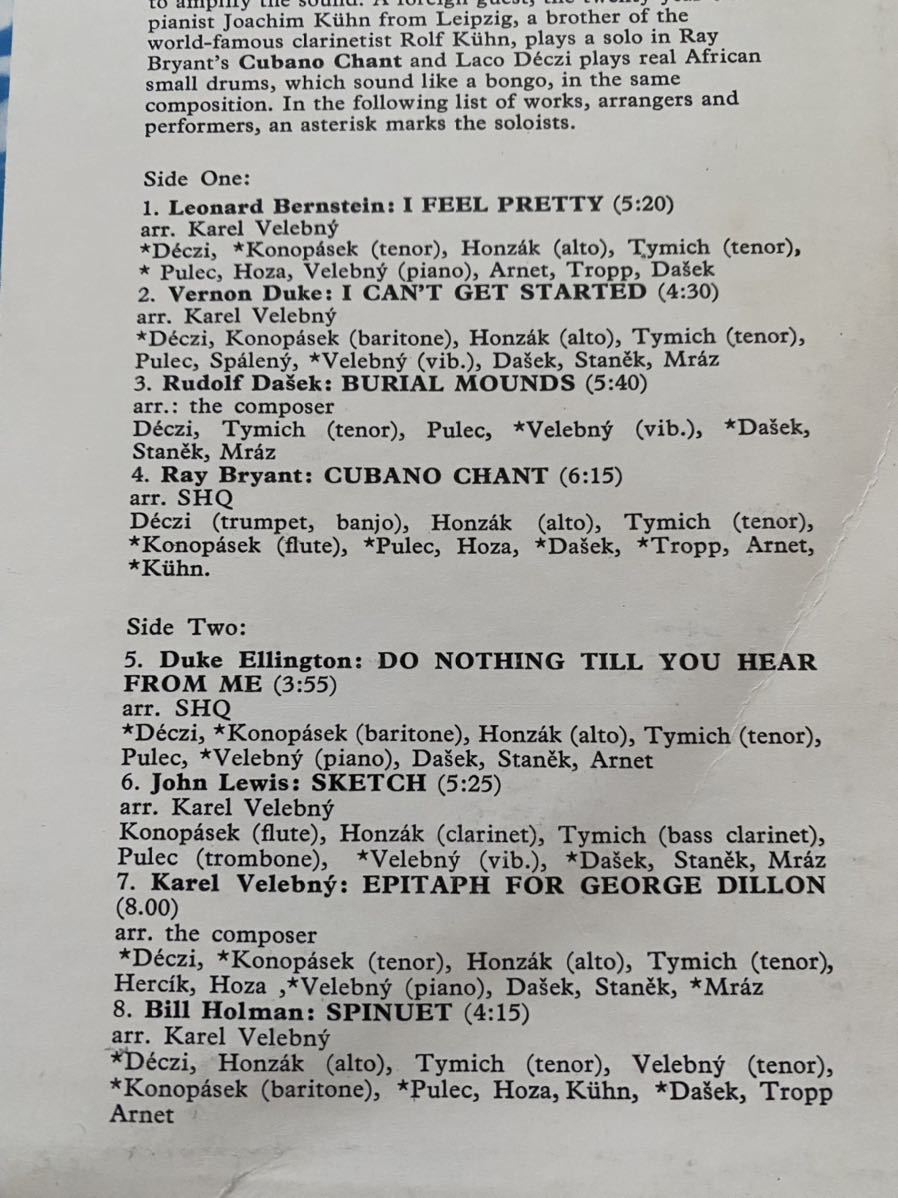 to amplify the sound. A foreign guest, the twenty year
pianist Joachim Kühn from Leipzig, a brother of the
world-famous clarinetist Rolf Kühn, plays a solo in Ray
Bryant's Cubano Chant and Laco Déczi plays real African
small drums, which sound like a bongo, in the same
composition. In the following list of works, arrangers and
performers, an asterisk marks the soloists.
Side One:
1. Leonard Bernstein: I FEEL PRETTY (5:20)
arr. Karel Velebný
*Déczi, *Konopásek (tenor), Honzák (alto), Tymich (tenor),
* Pulec, Hoza, Velebný (piano), Arnet, Tropp, Dašek
2. Vernon Duke: I CAN'T GET STARTED (4:30)
arr. Karel Velebný
*Déczi, Konopásek (baritone), Honzák (alto), Tymich (tenor),
Pulec, Spálený, *Velebný (vib.), Dašek, Staněk, Mráz
3. Rudolf Dašek: BURIAL MOUNDS (5:40)
arr.: the composer
Déczi, Tymich (tenor), Pulec, *Velebný (vib.), *Dašek,
Staněk, Mráz
4. Ray Bryant: CUBANO CHANT (6:15)
arr. SHQ
Déczi (trumpet, banjo), Honzák (alto), Tymich (tenor),
*Konopásek (flute), *Pulec, Hoza, *Dašek, *Tropp, Arnet,
*Kühn.
Side Two:
5. Duke Ellington: DO NOTHING TILL YOU HEAR
FROM ME (3:55)
arr. SHQ
*Déczi, *Konopásek (baritone), Honzák (alto), Tymich (tenor),
Pulec, *Velebný (piano), Dašek, Staněk, Arnet
6. John Lewis: SKETCH (5:25)
arr. Karel Velebný
Konopásek (flute), Honzák (clarinet), Tymich (bass clarinet),
Pulec (trombone), *Velebný (vib.), *Dašek, Staněk, Mráz
7. Karel Velebný: EPITAPH FOR GEORGE DILLON
(8.00)
arr. the composer
*Déczi, *Konopásek (tenor), Honzák (alto), Tymich (tenor),
Hercík, Hoza ,*Velebný (piano), Dašek, Staněk, *Mráz
8. Bill Holman: SPINUET (4:15)
arr. Karel Velebný
*Déczi, Honzák (alto), Tymich (tenor), Velebný (tenor),
*Konopásek (baritone), *Pulec, Hoza, Kühn, *Dašek, Tropp
Arnet